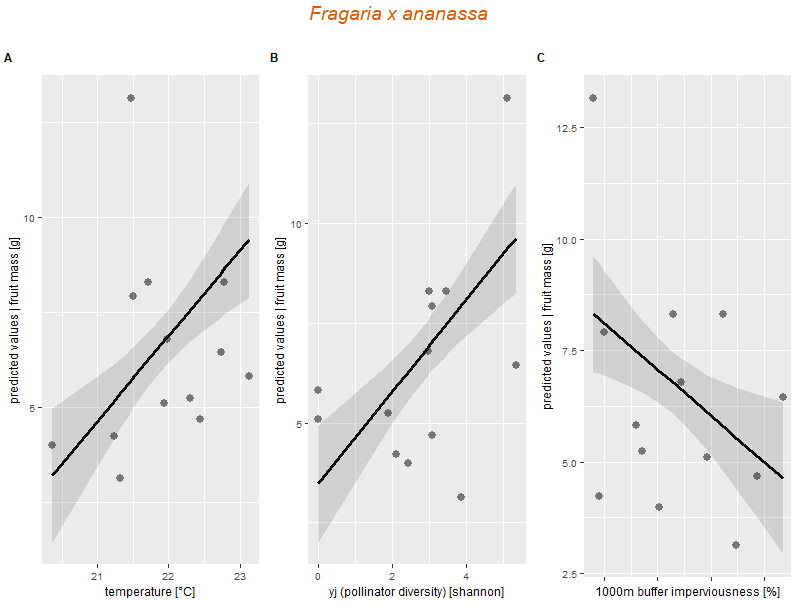 Fragaria x ananassa
A
B
C
predicted values | fruit mass [g]
10
5
21
22
23
temperature [°C]
predicted values | fruit mass [g]
10
5
0
2
4
yj (pollinator diversity) [shannon]
predicted values | fruit mass [g]
12.5
10.0
7.5
5.0
2.5
1000m buffer imperviousness [%]